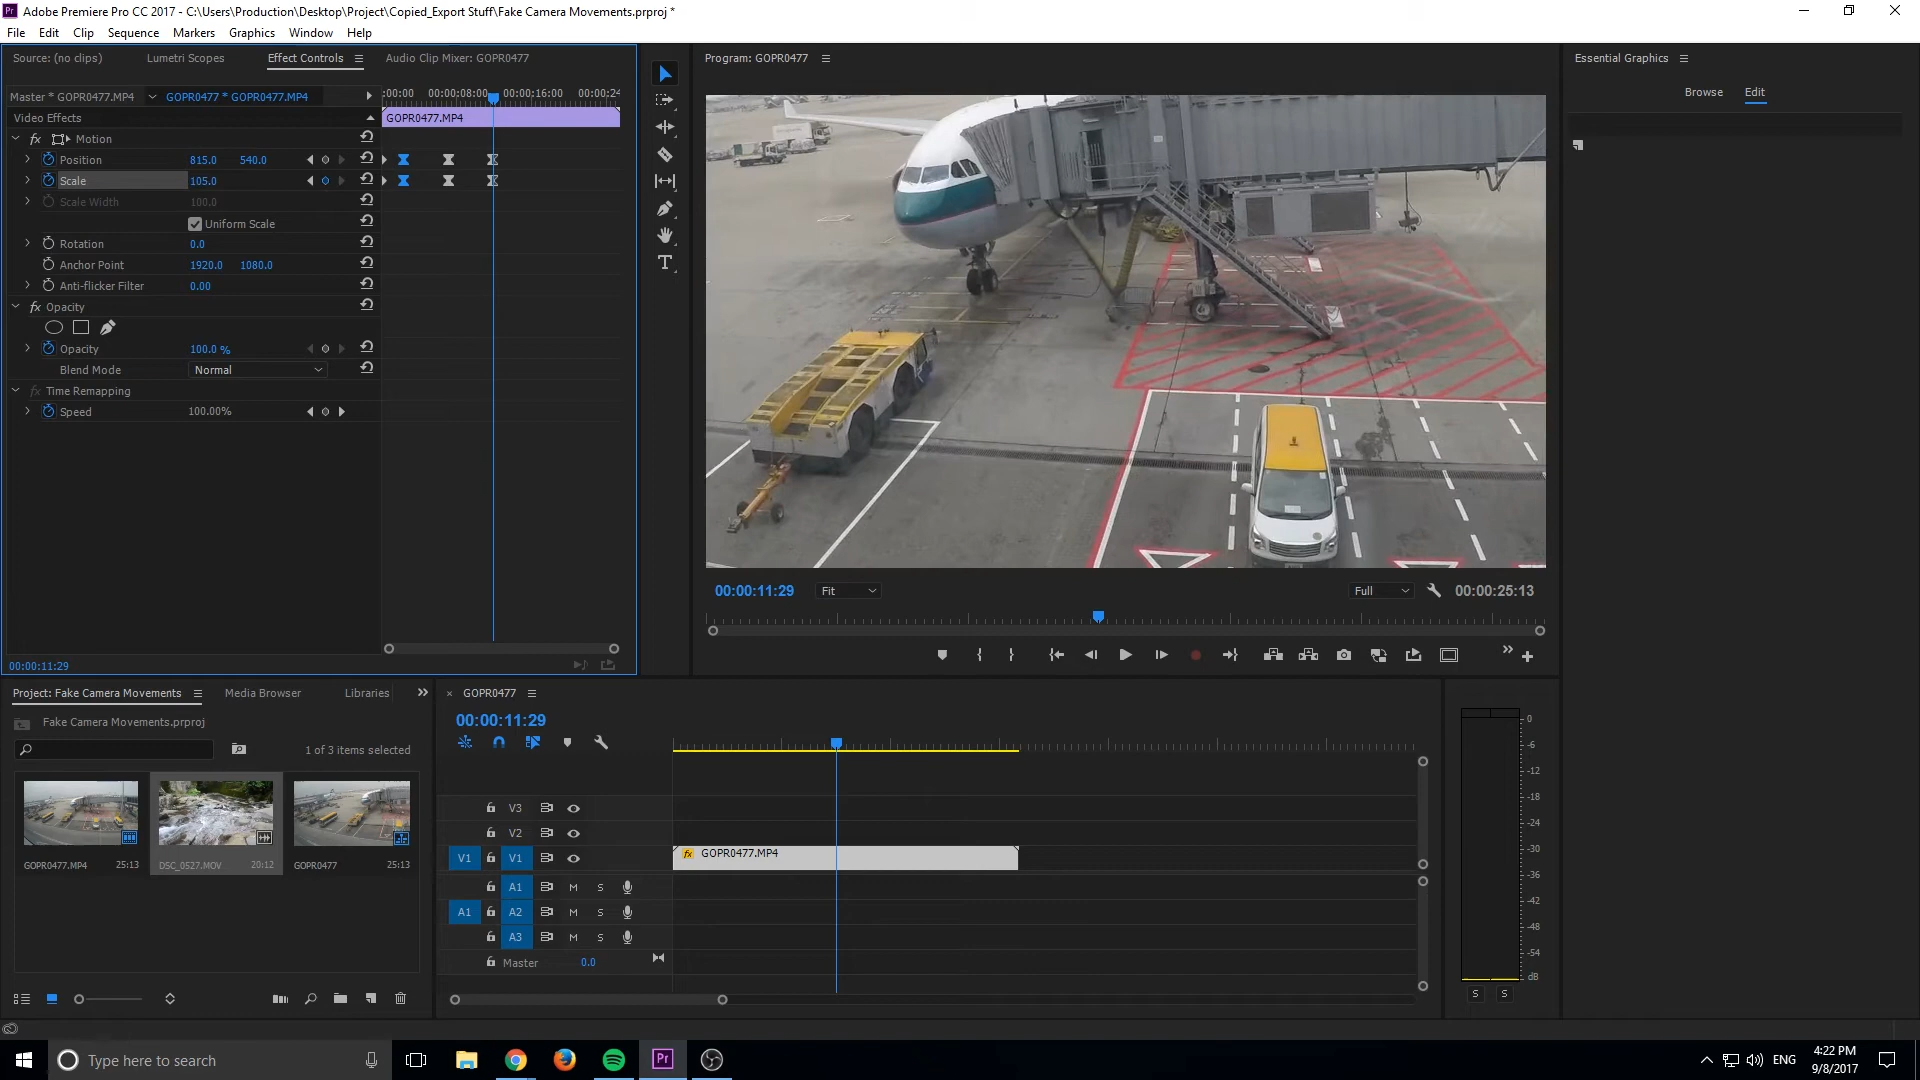 Adobe Premiere Pro CC 2017 - C:\Users\Production\Desktop\Project\Copied_Export Stuff\Fake Camera Movements.prproj *
File Edit Clip Sequence Markers Graphics Window Help
Source: (no clips) Lumetri Scopes Effect Controls Audio Clip Mixer: GOPR0477
Master * GOPR0477.MP4 GOPR0477 * GOPR0477.MP4
:00:00 00:00:08:00 00:00:16:00 00:00:24
Video Effects
GOPR0477.MP4
fx Motion
Position 815.0 540.0
Scale 105.0
Scale Width 100.0
Uniform Scale
Rotation 0.0
Anchor Point 1920.0 1080.0
Anti-flicker Filter 0.00
fx Opacity
Opacity 100.0 %
Blend Mode Normal
fx Time Remapping
Speed 100.00%
00:00:11:29
Program: GOPR0477
00:00:11:29 Fit Full 00:00:25:13
Essential Graphics
Browse Edit
Project: Fake Camera Movements Media Browser Libraries
Fake Camera Movements.prproj
1 of 3 items selected
GOPR0477.MP4 25:13
DSC_0527.MOV 20:12
GOPR0477 25:13
× GOPR0477
00:00:11:29
V3
V2
V1 V1
fx GOPR0477.MP4
A1 M S
A1 A2 M S
A3 M S
Master 0.0
0
-6
-12
-18
-24
-30
-36
-42
-48
-54
dB
S S
Type here to search
Pr
ENG
4:22 PM
9/8/2017